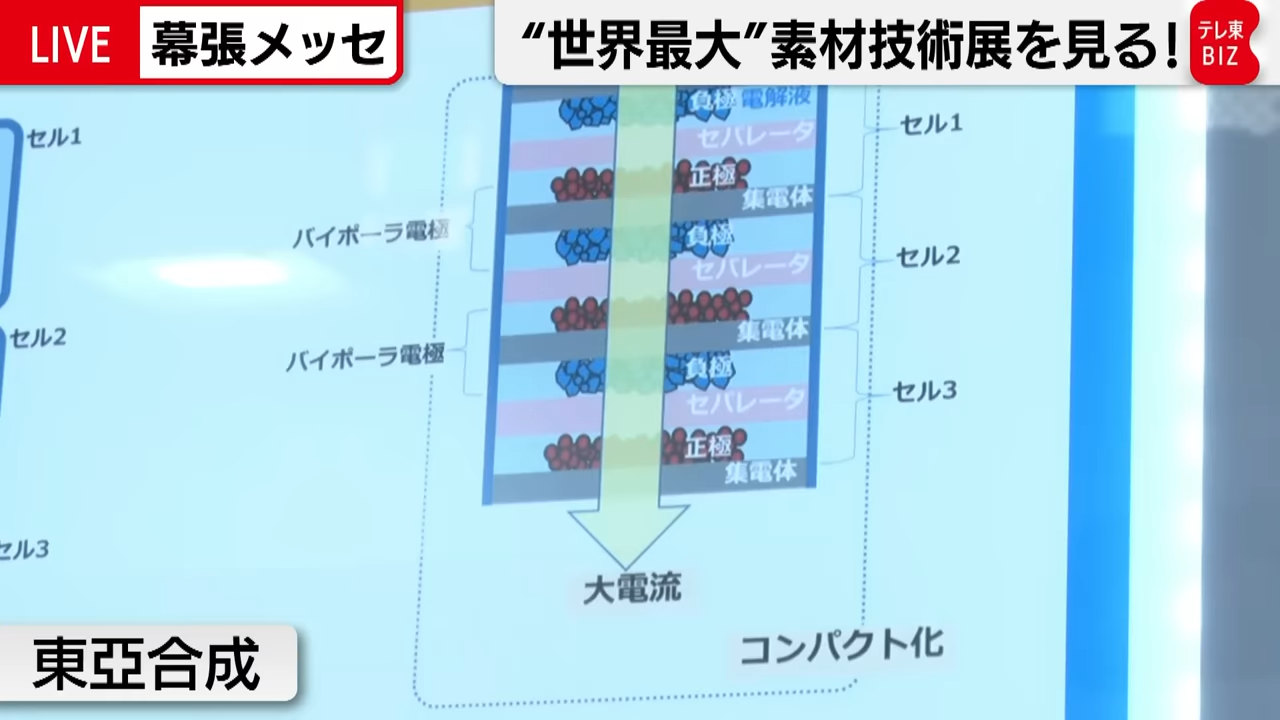 LIVE 幕張メッセ
“世界最大”素材技術展を見る!
テレ東
BIZ
セル1
セル2
セル3
バイポーラ電極
バイポーラ電極
負極 電解液
セパレータ
正極
集電体
負極
セパレータ
集電体
負極
セパレータ
正極
集電体
セル1
セル2
セル3
大電流
コンパクト化
東亞合成